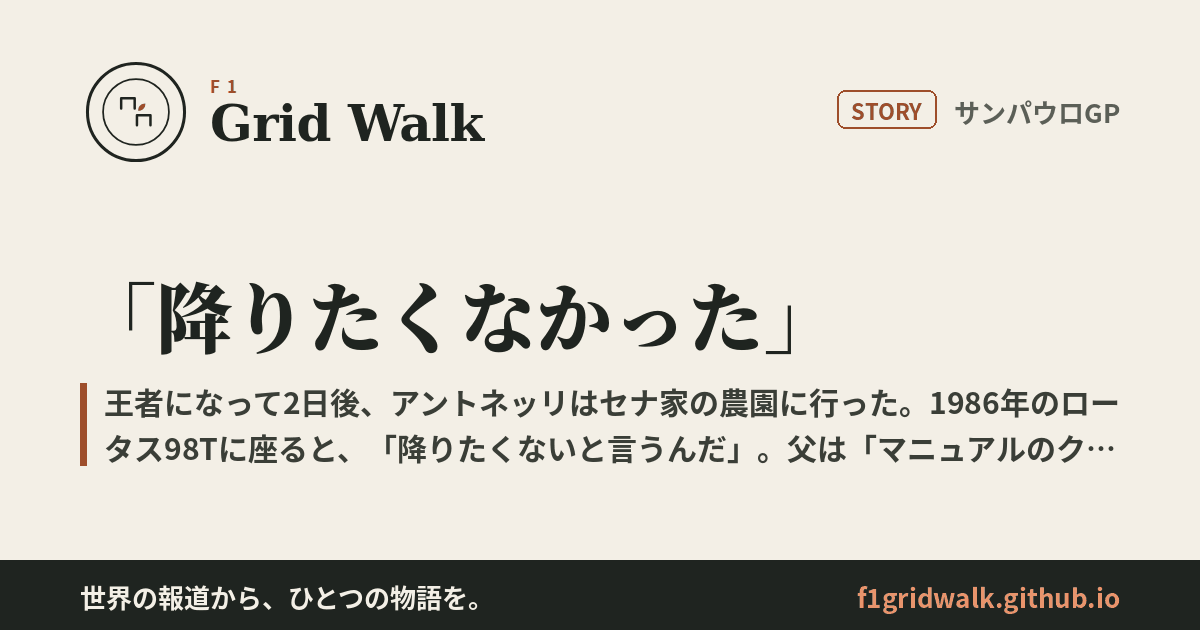 F1
Grid Walk
STORY サンパウロGP
「降りたくなかった」
王者になって2日後、アントネッリはセナ家の農園に行った。1986年のロー
タス98Tに座ると、「降りたくないと言うんだ」。父は「マニュアルのク…
世界の報道から、ひとつの物語を。
f1gridwalk.github.io